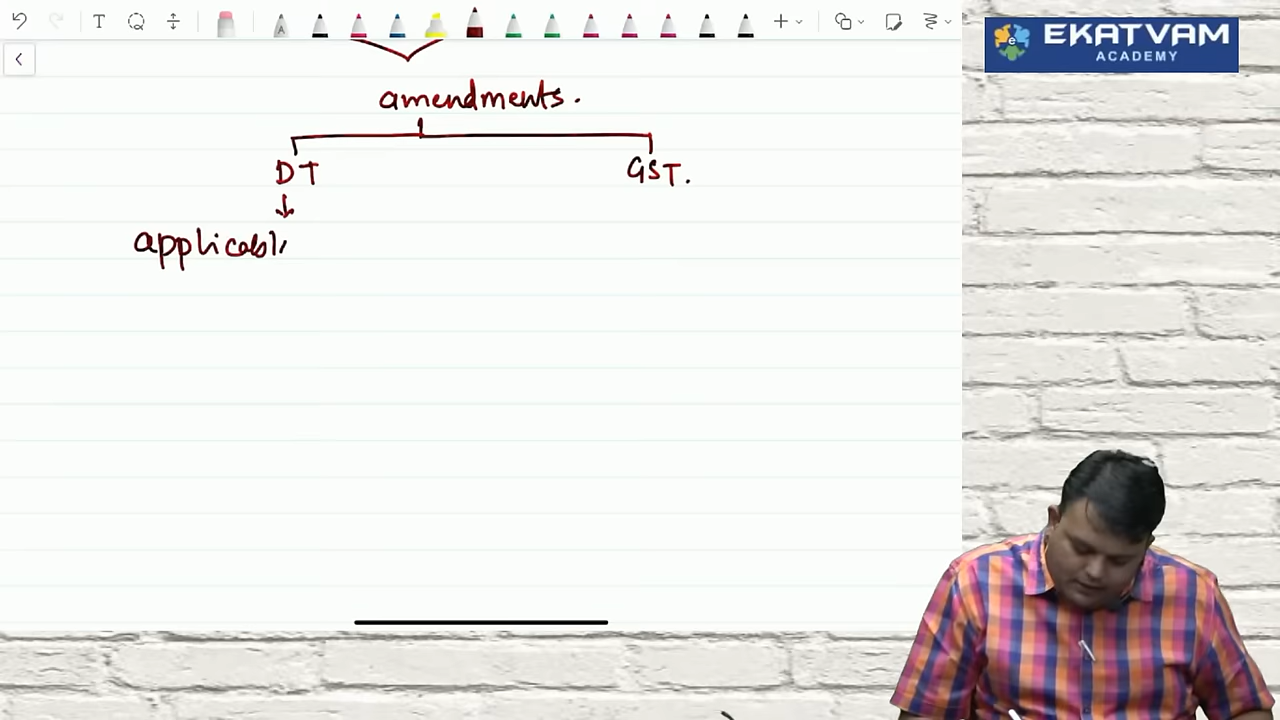 EKATVAM
ACADEMY
amendments.
DT
GST.
applicabl